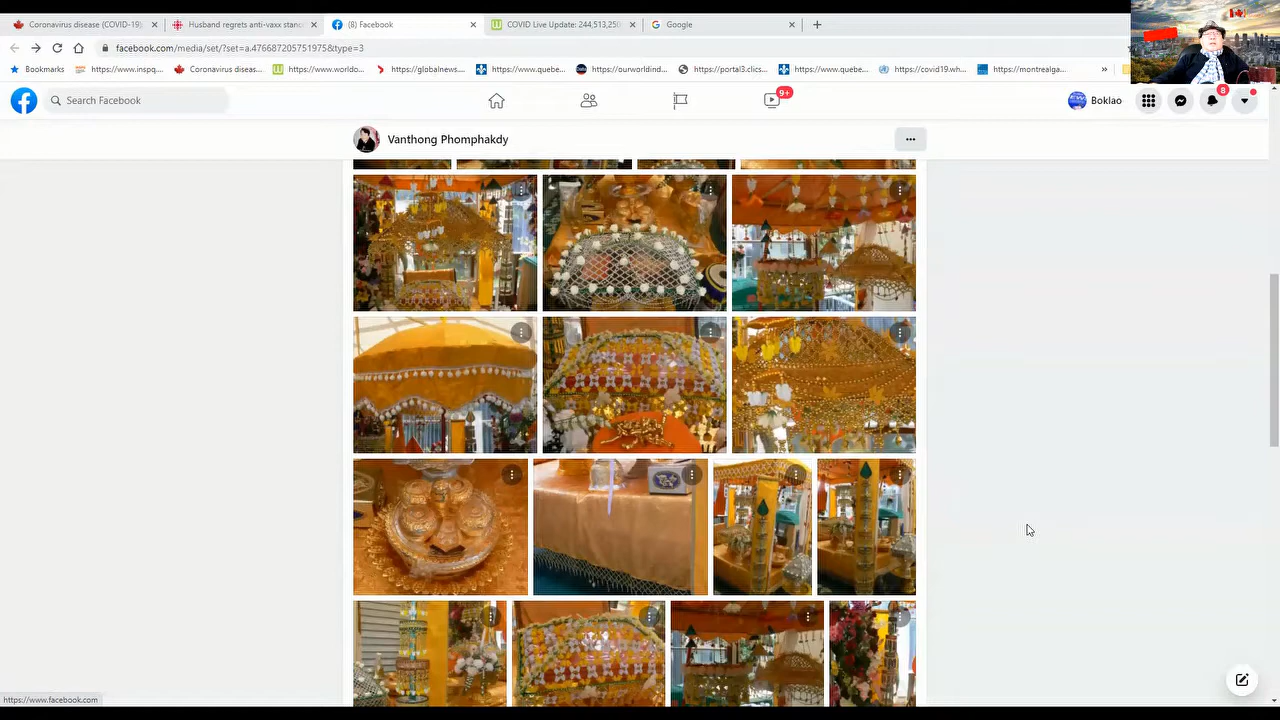 Coronavirus disease (COVID-19):
Husband regrets anti-vaxx stanc
(8) Facebook
COVID Live Update: 244,513,250
Google
facebook.com/media/set/?set=a.476687205751975&type=3
Bookmarks
https://www.inspq....
Coronavirus diseas...
https://www.worldo...
https://globalnews....
https://www.quebe...
https://ourworldind...
https://portal3.clics...
https://www.quebe...
https://covid19.wh...
https://montrealga...
Search Facebook
9+
Boklao
8
Vanthong Phomphakdy
https://www.facebook.com